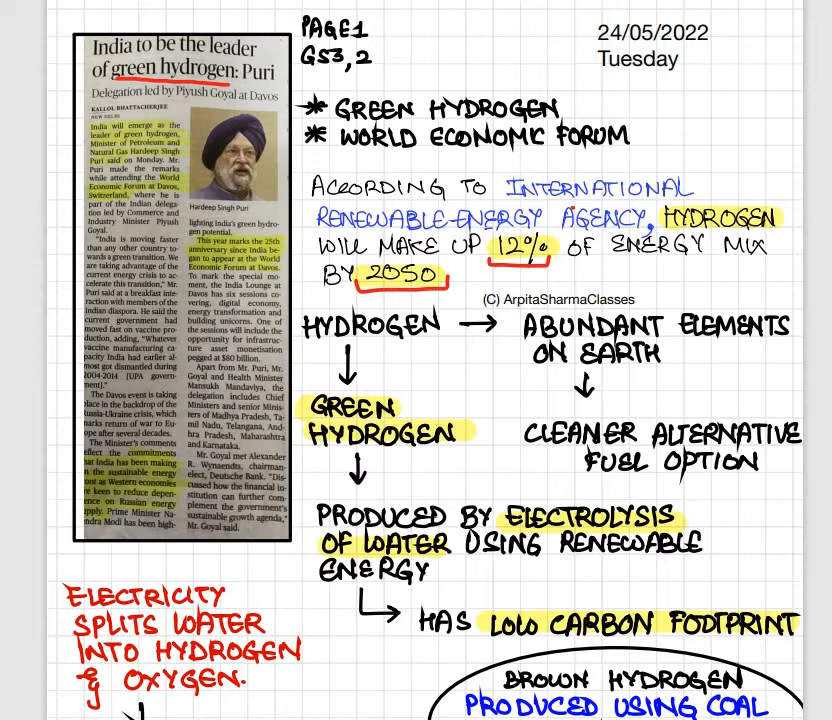 India to be the leader
of green hydrogen: Puri
Delegation led by Piyush Goyal at Davos
KALLOL BHATTACHERJEE
NEW DELHI
India will emerge as the
leader of green hydrogen,
Minister of Petroleum and
Natural Gas Hardeep Singh
Puri said on Monday. Mr.
Puri made the remarks
while attending the World
Economic Forum at Davos,
Switzerland, where he is
part of the Indian delega-
tion led by Commerce and
Industry Minister Piyush
Goyal.
"India is moving faster
than any other country to-
wards a green transition. We
are taking advantage of the
current energy crisis to ac-
celerate this transition," Mr.
Puri said at a breakfast inte-
raction with members of the
Indian diaspora. He said the
current government had
moved fast on vaccine pro-
duction, adding, "Whatever
vaccine manufacturing ca-
pacity India had earlier al-
most got dismantled during
2004-2014 [UPA govern-
ment]."
The Davos event is taking
place in the backdrop of the
Russia-Ukraine crisis, which
marks return of war to Eu-
rope after several decades.
The Minister's comments
eflect the commitments
hat India has been making
n the sustainable energy
ont as Western economies
re keen to reduce depen-
ence on Russian energy
pply. Prime Minister Na-
ndra Modi has been high-
Hardeep Singh Puri
lighting India's green hydro-
gen potential.
This year marks the 25th
anniversary since India be-
gan to appear at the World
Economic Forum at Davos.
To mark the special mo-
ment, the India Lounge at
Davos has six sessions co-
vering, digital economy,
energy transformation and
building unicorns. One of
the sessions will include the
opportunity for infrastruc-
ture asset monetisation
pegged at $80 billion.
Apart from Mr. Puri, Mr.
Goyal and Health Minister
Mansukh Mandaviya, the
delegation includes Chief
Ministers and senior Minis-
ters of Madhya Pradesh, Ta-
mil Nadu, Telangana, And-
hra Pradesh, Maharashtra
and Karnataka.
Mr. Goyal met Alexander
R. Wynaendts, chairman-
elect, Deutsche Bank. "Dis-
cussed how the financial in-
stitution can further com-
plement the government's
sustainable growth agenda,"
Mr. Goyal said.
PAGE1
GS3,2
24/05/2022
Tuesday
* GREEN HYDROGEN
* WORLD ECONOMIC FORUM
ACCORDING TO INTERNATIONAL
RENEWABLE-ENERGY AGENCY, HYDROGEN
WILL MAKE UP 12% OF ENERGY MIX
BY 2050
(C) ArpitaSharmaClasses
HYDROGEN → ABUNDANT ELEMENTS
ON EARTH
↓ ↓
GREEN
HYDROGEN
CLEANER ALTERNATIVE
FUEL OPTION
↓
PRODUCED BY ELECTROLYSIS
OF WATER USING RENEWABLE
ENERGY
↳ HAS LOW CARBON FOOTPRINT
ELECTRICITY
SPLITS WATER
INTO HYDROGEN
& OXYGEN.
BROWN HYDROGEN
PRODUCED USING COAL